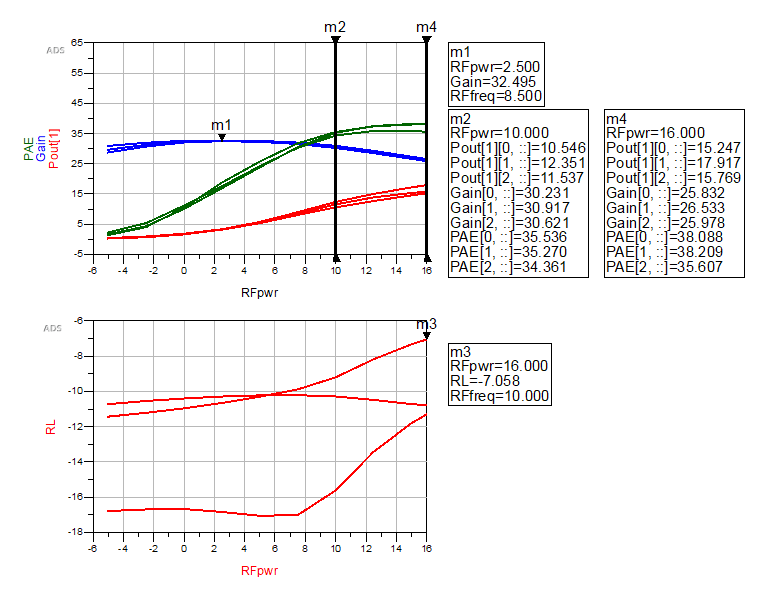 m2
m4
ADS
65
55
45
35
25
15
5
-5
PAE
Gain
Pout[1]
m1
-6
-4
-2
0
2
4
6
8
10
12
14
16
RFpwr
m1
RFpwr=2.500
Gain=32.495
RFfreq=8.500
m2
RFpwr=10.000
Pout[1][0, ::]=10.546
Pout[1][1, ::]=12.351
Pout[1][2, ::]=11.537
Gain[0, ::]=30.231
Gain[1, ::]=30.917
Gain[2, ::]=30.621
PAE[0, ::]=35.536
PAE[1, ::]=35.270
PAE[2, ::]=34.361
m4
RFpwr=16.000
Pout[1][0, ::]=15.247
Pout[1][1, ::]=17.917
Pout[1][2, ::]=15.769
Gain[0, ::]=25.832
Gain[1, ::]=26.533
Gain[2, ::]=25.978
PAE[0, ::]=38.088
PAE[1, ::]=38.209
PAE[2, ::]=35.607
ADS
-6
-8
-10
-12
-14
-16
-18
RL
m3
-6
-4
-2
0
2
4
6
8
10
12
14
16
RFpwr
m3
RFpwr=16.000
RL=-7.058
RFfreq=10.000